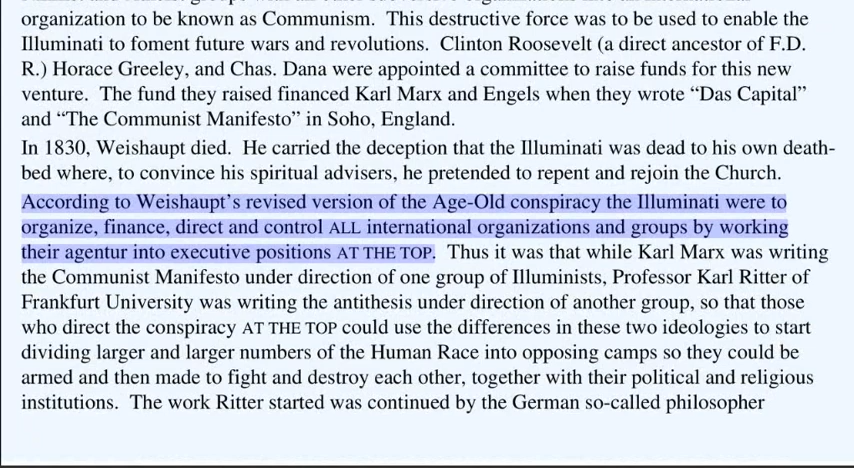 organization to be known as Communism. This destructive force was to be used to enable the
Illuminati to foment future wars and revolutions. Clinton Roosevelt (a direct ancestor of F.D.
R.) Horace Greeley, and Chas. Dana were appointed a committee to raise funds for this new
venture. The fund they raised financed Karl Marx and Engels when they wrote “Das Capital”
and “The Communist Manifesto” in Soho, England.
In 1830, Weishaupt died. He carried the deception that the Illuminati was dead to his own death-
bed where, to convince his spiritual advisers, he pretended to repent and rejoin the Church.
According to Weishaupt’s revised version of the Age-Old conspiracy the Illuminati were to
organize, finance, direct and control ALL international organizations and groups by working
their agentur into executive positions AT THE TOP. Thus it was that while Karl Marx was writing
the Communist Manifesto under direction of one group of Illuminists, Professor Karl Ritter of
Frankfurt University was writing the antithesis under direction of another group, so that those
who direct the conspiracy AT THE TOP could use the differences in these two ideologies to start
dividing larger and larger numbers of the Human Race into opposing camps so they could be
armed and then made to fight and destroy each other, together with their political and religious
institutions. The work Ritter started was continued by the German so-called philosopher